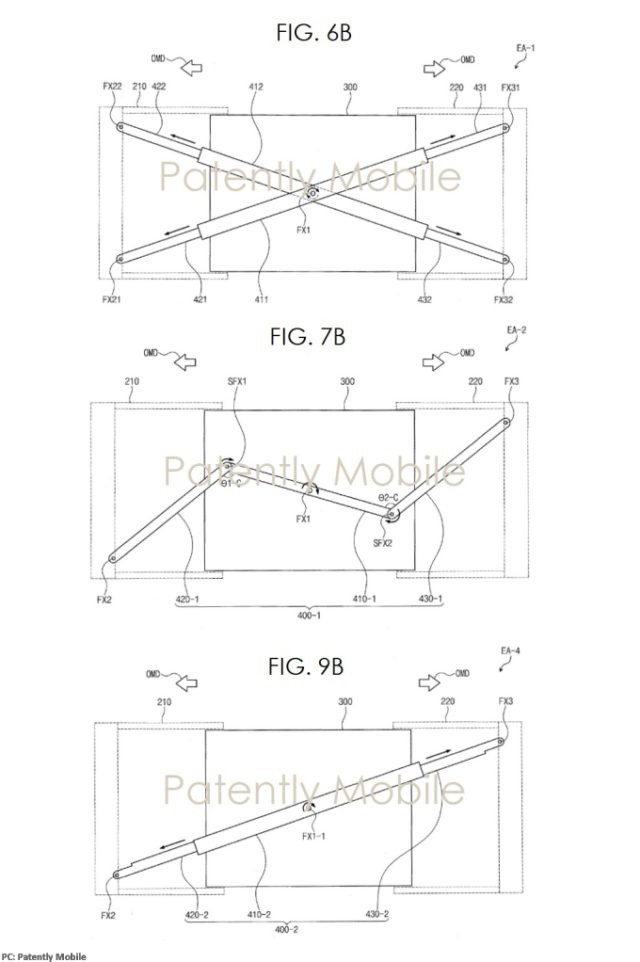 FIG. 6B
OMD OMD EA-1
FX22 210 422 412 300 220 431 FX31
Patently Mobile
FX1
FX21 421 411 432 FX32
FIG. 7B
EA-2
OMD OMD
210 SFX1 300 220 FX3
Patently Mobile
θ1-C θ2-C
FX1
SFX2
FX2 420-1 410-1 430-1
400-1
FIG. 9B
EA-4
OMD OMD
210 300 220 FX3
Patently Mobile
FX1-1
FX2 420-2 410-2 430-2
400-2
PC: Patently Mobile